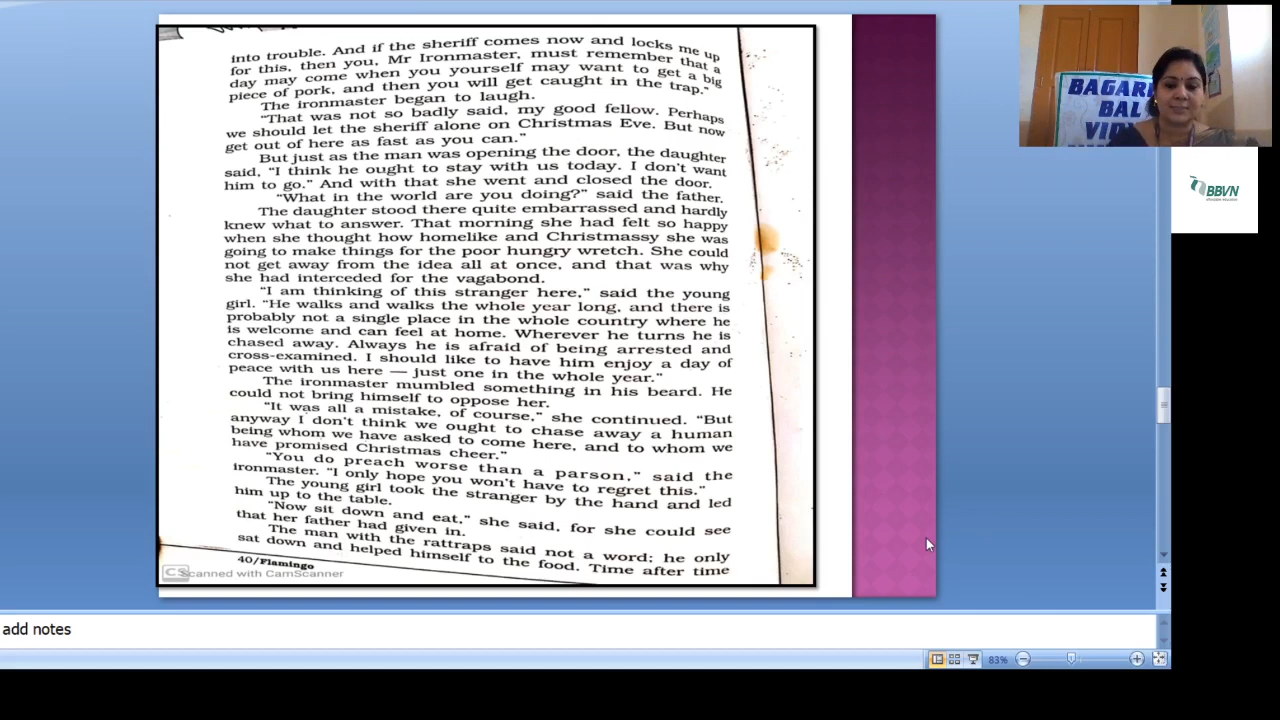 into trouble. And if the sheriff comes now and locks me up
for this, then you, Mr Ironmaster, must remember that a
day may come when you yourself may want to get a big
piece of pork, and then you will get caught in the trap."
The ironmaster began to laugh.
"That was not so badly said, my good fellow. Perhaps
we should let the sheriff alone on Christmas Eve. But now
get out of here as fast as you can."
But just as the man was opening the door, the daughter
said, "I think he ought to stay with us today. I don't want
him to go." And with that she went and closed the door.
"What in the world are you doing?" said the father.
The daughter stood there quite embarrassed and hardly
knew what to answer. That morning she had felt so happy
when she thought how homelike and Christmassy she was
going to make things for the poor hungry wretch. She could
not get away from the idea all at once, and that was why
she had interceded for the vagabond.
"I am thinking of this stranger here," said the young
girl. "He walks and walks the whole year long, and there is
probably not a single place in the whole country where he
is welcome and can feel at home. Wherever he turns he is
chased away. Always he is afraid of being arrested and
cross-examined. I should like to have him enjoy a day of
peace with us here — just one in the whole year."
The ironmaster mumbled something in his beard. He
could not bring himself to oppose her.
"It was all a mistake, of course," she continued. "But
anyway I don't think we ought to chase away a human
being whom we have asked to come here, and to whom we
have promised Christmas cheer."
"You do preach worse than a parson," said the
ironmaster. "I only hope you won't have to regret this."
The young girl took the stranger by the hand and led
him up to the table.
"Now sit down and eat," she said, for she could see
that her father had given in.
The man with the rattraps said not a word; he only
sat down and helped himself to the food. Time after time
40/Flamingo
CS Scanned with CamScanner
BAGAR
BAL
BBVN
add notes
83%